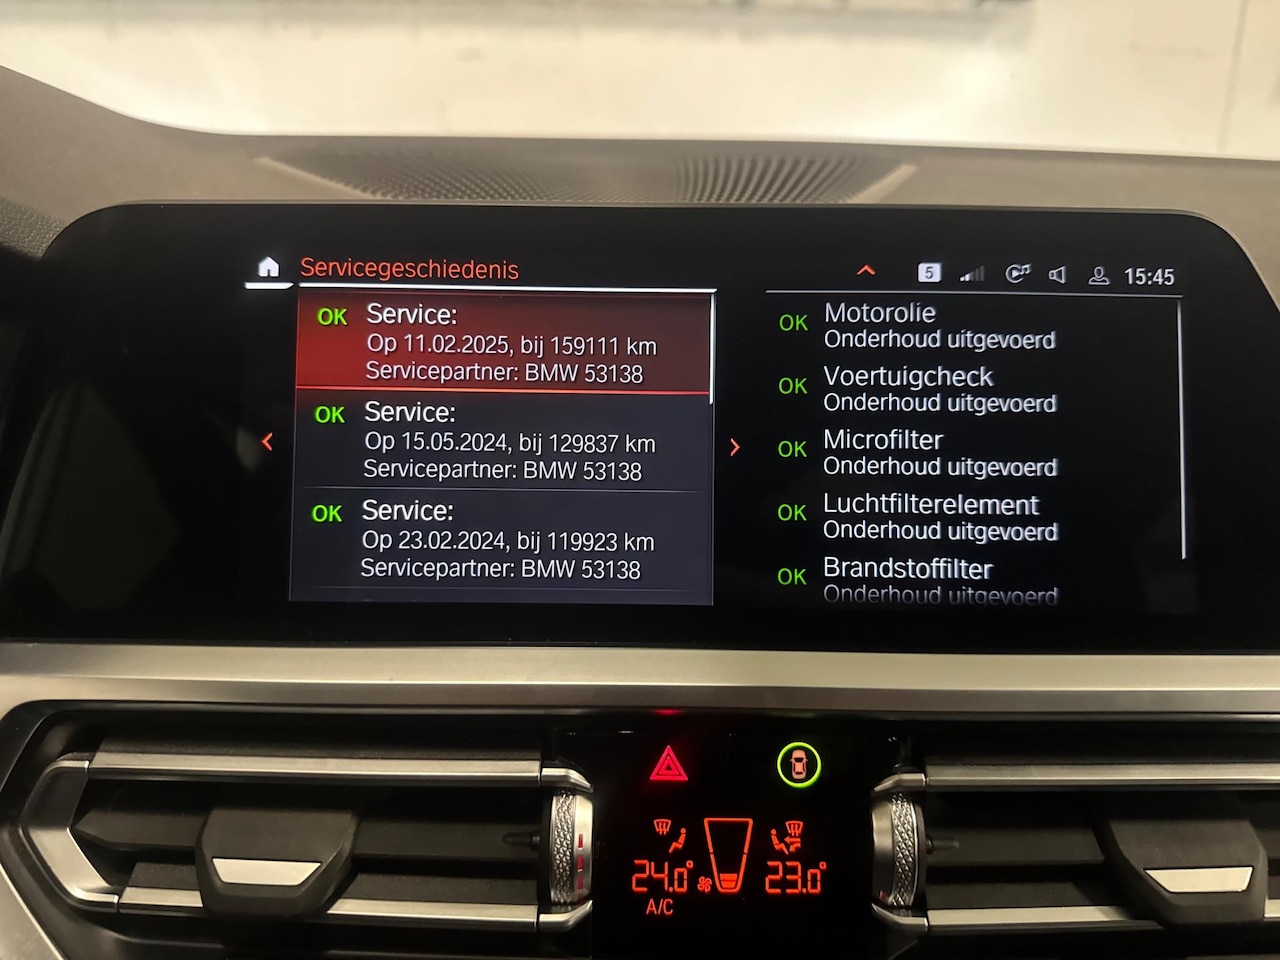 Servicegeschiedenis
5
15:45
OK Service:
Op 11.02.2025, bij 159111 km
Servicepartner: BMW 53138
OK Service:
Op 15.05.2024, bij 129837 km
Servicepartner: BMW 53138
OK Service:
Op 23.02.2024, bij 119923 km
Servicepartner: BMW 53138
OK Motorolie
Onderhoud uitgevoerd
OK Voertuigcheck
Onderhoud uitgevoerd
OK Microfilter
Onderhoud uitgevoerd
OK Luchtfilterelement
Onderhoud uitgevoerd
OK Brandstoffilter
Onderhoud uitgevoerd
24.0° 23.0°
A/C